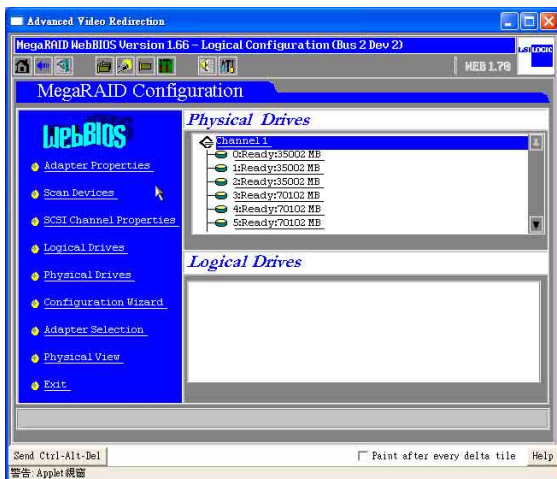 Advanced Video Redirection
MegaRAID WebBIOS Version 1.66 - Logical Configuration (Bus 2 Dev 2)
LSI LOGIC
WEB 1.70
MegaRAID Configuration
WebBIOS
Adapter Properties
Scan Devices
SCSI Channel Properties
Logical Drives
Physical Drives
Configuration Wizard
Adapter Selection
Physical View
Exit
Physical Drives
Channel 1
0:Ready:35002 MB
1:Ready:35002 MB
2:Ready:35002 MB
3:Ready:70102 MB
4:Ready:70102 MB
5:Ready:70102 MB
Logical Drives
Send Ctrl-Alt-Del
Paint after every delta tile
Help
警告: Applet 視窗